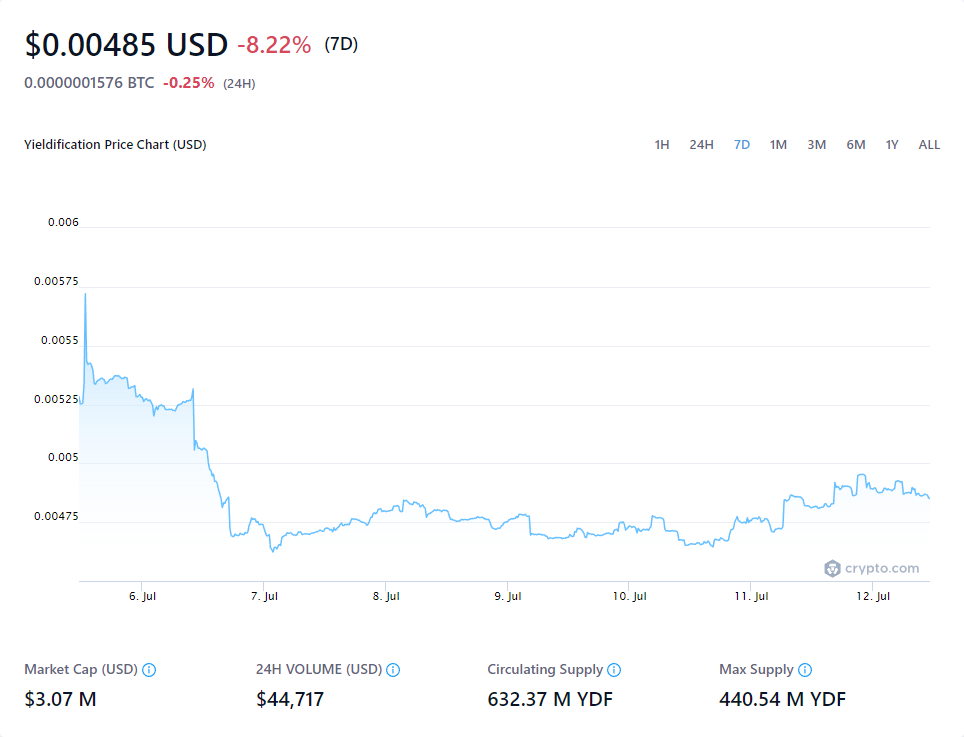 $0.00485 USD -8.22% (7D)
0.0000001576 BTC -0.25% (24H)
Yieldification Price Chart (USD)
1H 24H 7D 1M 3M 6M 1Y ALL
0.006
0.00575
0.0055
0.00525
0.005
0.00475
crypto.com
6. Jul 7. Jul 8. Jul 9. Jul 10. Jul 11. Jul 12. Jul
Market Cap (USD) 24H VOLUME (USD) Circulating Supply Max Supply
$3.07 M $44,717 632.37 M YDF 440.54 M YDF